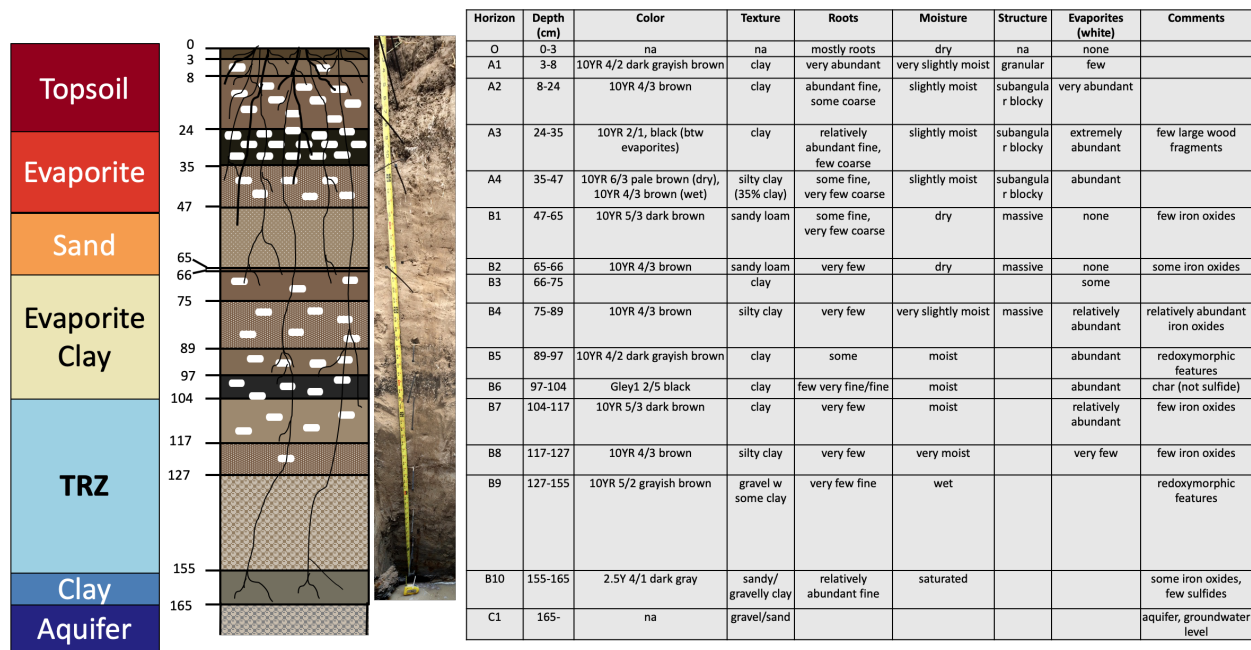 Topsoil
Evaporite
Sand
Evaporite
Clay
TRZ
Clay
Aquifer
0
3
8
24
35
47
65
66
75
89
97
104
117
127
155
165
Horizon Depth (cm) Color Texture Roots Moisture Structure Evaporites (white) Comments
O 0-3 na na mostly roots dry na none
A1 3-8 10YR 4/2 dark grayish brown clay very abundant very slightly moist granular few
A2 8-24 10YR 4/3 brown clay abundant fine, some coarse slightly moist subangula r blocky very abundant
A3 24-35 10YR 2/1, black (btw evaporites) clay relatively abundant fine, few coarse slightly moist subangula r blocky extremely abundant few large wood fragments
A4 35-47 10YR 6/3 pale brown (dry), 10YR 4/3 brown (wet) silty clay (35% clay) some fine, very few coarse slightly moist subangula r blocky abundant
B1 47-65 10YR 5/3 dark brown sandy loam some fine, very few coarse dry massive none few iron oxides
B2 65-66 10YR 4/3 brown sandy loam very few dry massive none some iron oxides
B3 66-75 clay some
B4 75-89 10YR 4/3 brown silty clay very few very slightly moist massive relatively abundant relatively abundant iron oxides
B5 89-97 10YR 4/2 dark grayish brown clay some moist abundant redoxymorphic features
B6 97-104 Gley1 2/5 black clay few very fine/fine moist abundant char (not sulfide)
B7 104-117 10YR 5/3 dark brown clay very few moist relatively abundant few iron oxides
B8 117-127 10YR 4/3 brown silty clay very few very moist very few few iron oxides
B9 127-155 10YR 5/2 grayish brown gravel w some clay very few fine wet redoxymorphic features
B10 155-165 2.5Y 4/1 dark gray sandy/ gravelly clay relatively abundant fine saturated some iron oxides, few sulfides
C1 165- na gravel/sand aquifer, groundwater level